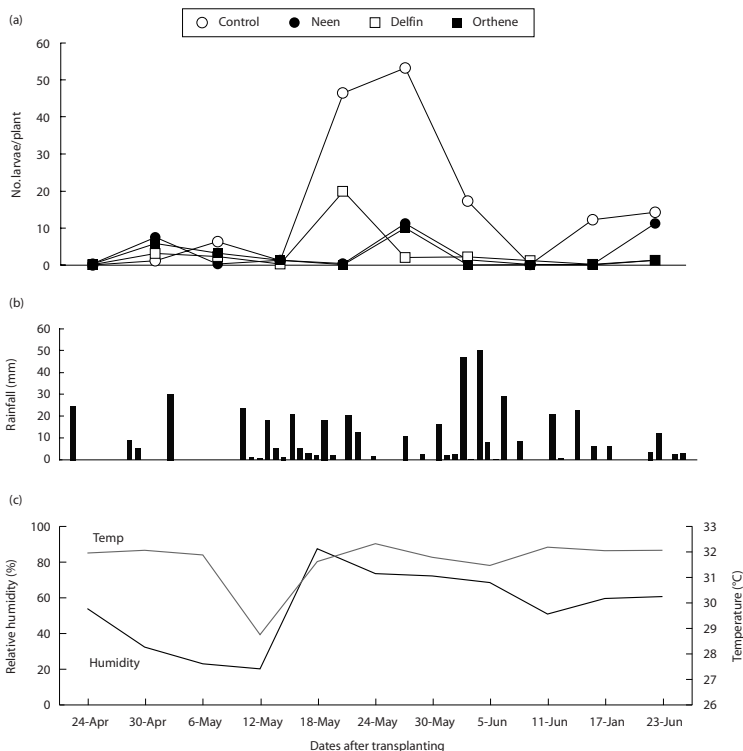 (a)
Control Neen Delfin Orthene
60
50
40
30
20
10
0
No. larvae/plant
(b)
60
50
40
30
20
10
0
Rainfall (mm)
(c)
100
80
60
40
20
0
Relative humidity (%)
Temp
Humidity
33
32
31
30
29
28
27
26
Temperature (°C)
24-Apr 30-Apr 6-May 12-May 18-May 24-May 30-May 5-Jun 11-Jun 17-Jan 23-Jun
Dates after transplanting